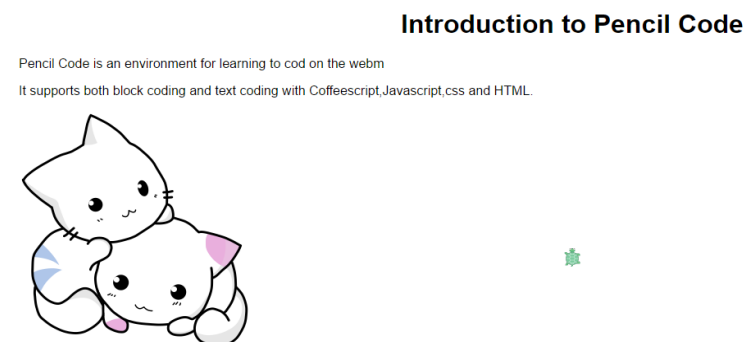 Introduction to Pencil Code
Pencil Code is an environment for learning to cod on the webm
It supports both block coding and text coding with Coffeescript,Javascript,css and HTML.